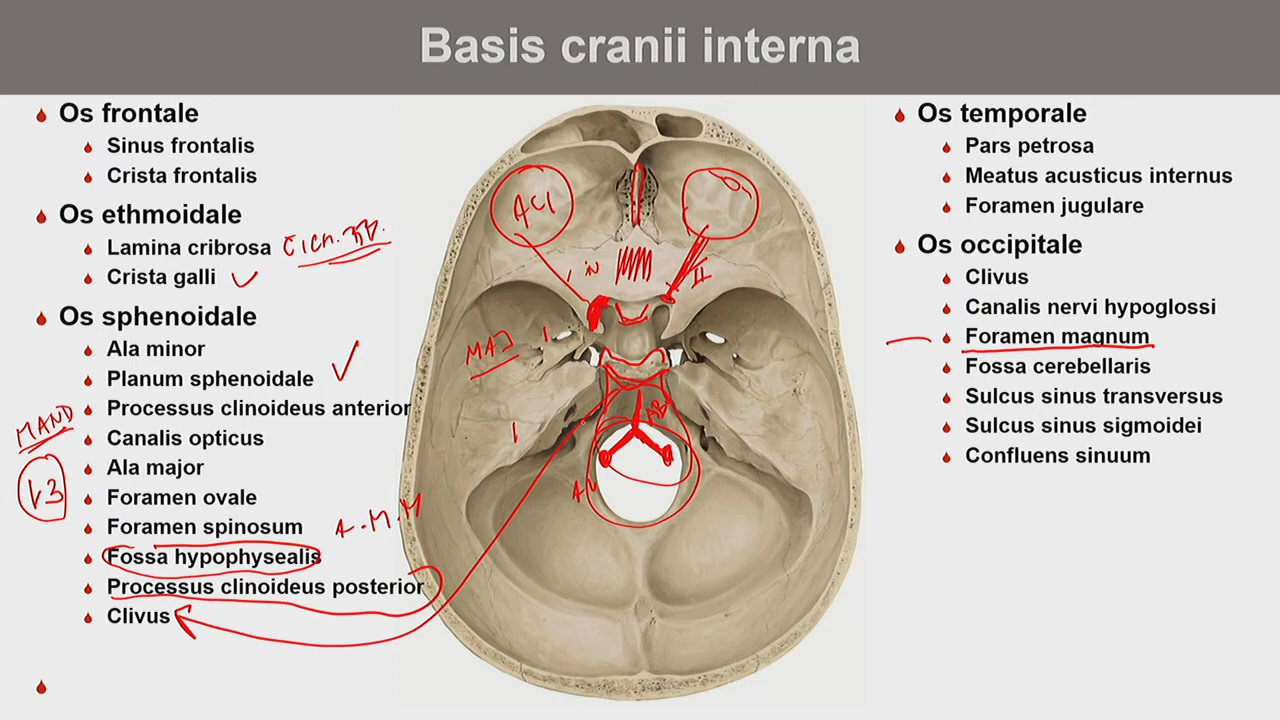 Basis cranii interna
Os frontale
Sinus frontalis
Crista frontalis
Os ethmoidale
Lamina cribrosa
Crista galli
Os sphenoidale
Ala minor
Planum sphenoidale
Processus clinoideus anterior
MAND
Canalis opticus
Ala major
V3
Foramen ovale
Foramen spinosum
A.M.M
Fossa hypophysealis
Processus clinoideus posterior
Clivus
ACI
II
MAJ
AB
AV
Os temporale
Pars petrosa
Meatus acusticus internus
Foramen jugulare
Os occipitale
Clivus
Canalis nervi hypoglossi
Foramen magnum
Fossa cerebellaris
Sulcus sinus transversus
Sulcus sinus sigmoidei
Confluens sinuum